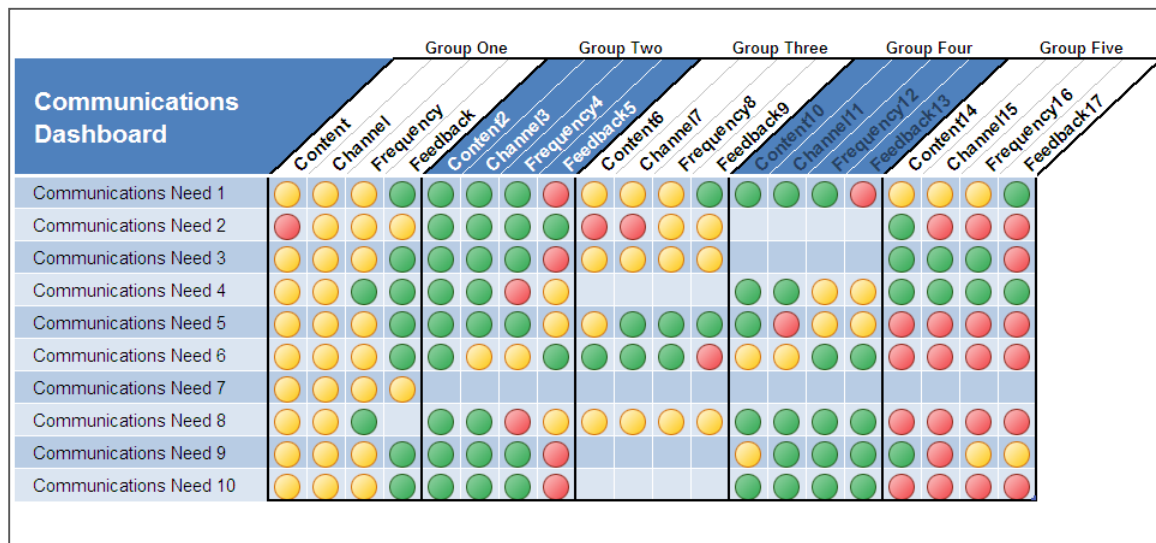 Group One
Group Two
Group Three
Group Four
Group Five
Communications
Dashboard
Content
Channel
Frequency
Feedback
Content2
Channel3
Frequency4
Feedback5
Content6
Channel7
Frequency8
Feedback9
Content10
Channel11
Frequency12
Feedback13
Content14
Channel15
Frequency16
Feedback17
Communications Need 1
Communications Need 2
Communications Need 3
Communications Need 4
Communications Need 5
Communications Need 6
Communications Need 7
Communications Need 8
Communications Need 9
Communications Need 10